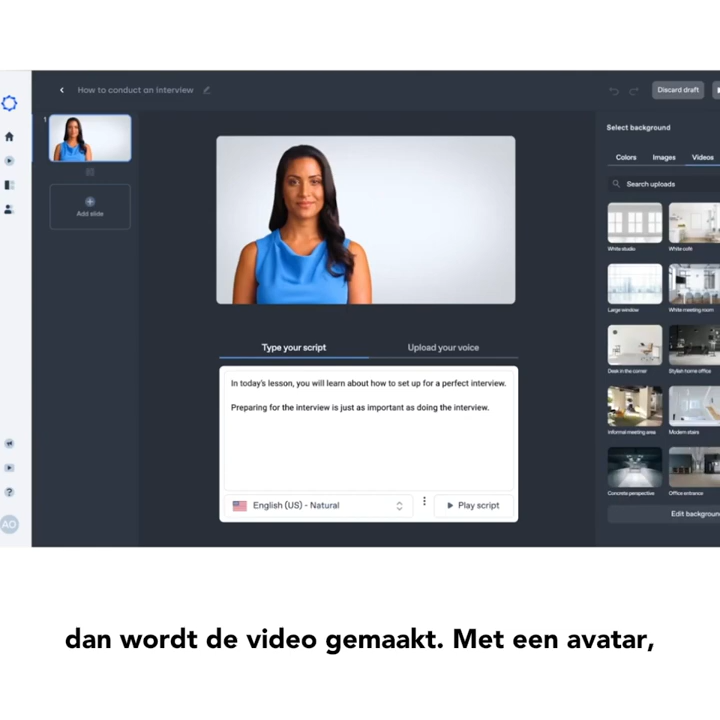 How to conduct an interview
Discard draft
1
Add slide
Select background
Colors Images Videos
Search uploads
White studio White café
Large window White meeting room
Desk in the corner Stylish home office
Informal meeting area Modern stairs
Concrete perspective Office entrance
Edit background
Type your script Upload your voice
In today's lesson, you will learn about how to set up for a perfect interview.
Preparing for the interview is just as important as doing the interview.
English (US) - Natural Play script
?
AO
dan wordt de video gemaakt. Met een avatar,